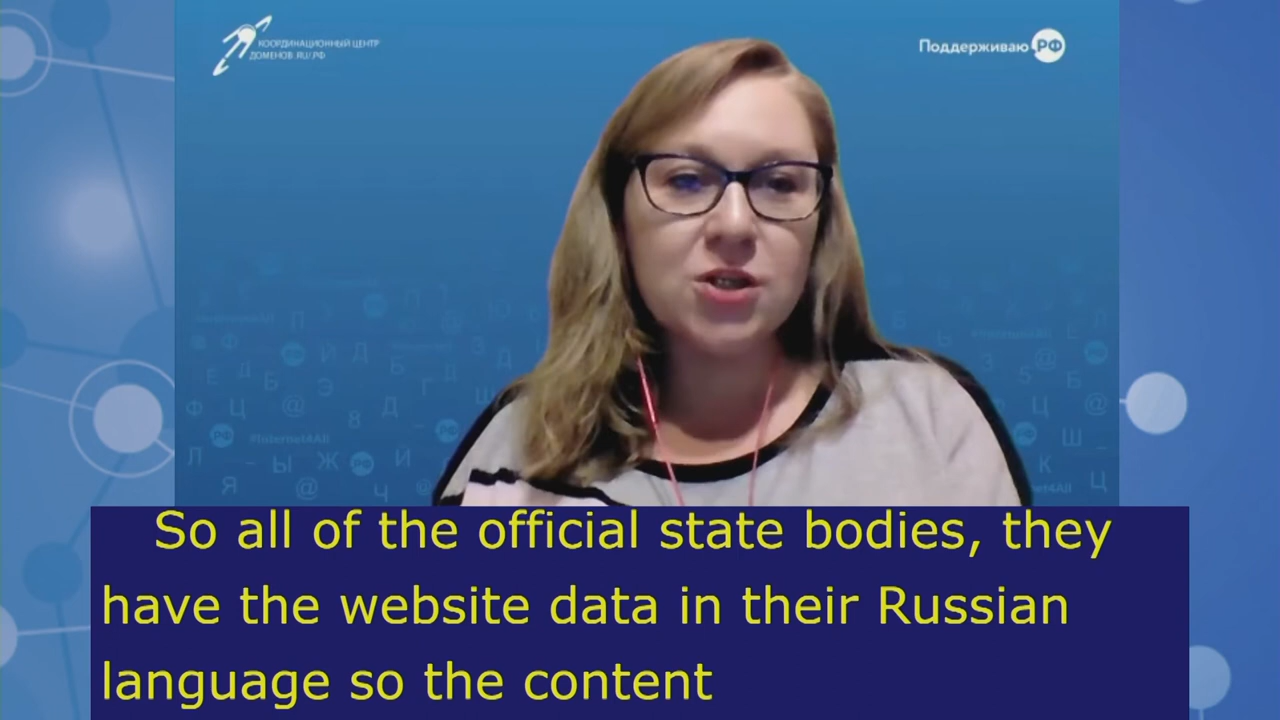 КООРДИНАЦИОННЫЙ ЦЕНТР
ДОМЕНОВ .RU/.РФ
Поддерживаю РФ
#Internet4All
So all of the official state bodies, they
have the website data in their Russian
language so the content